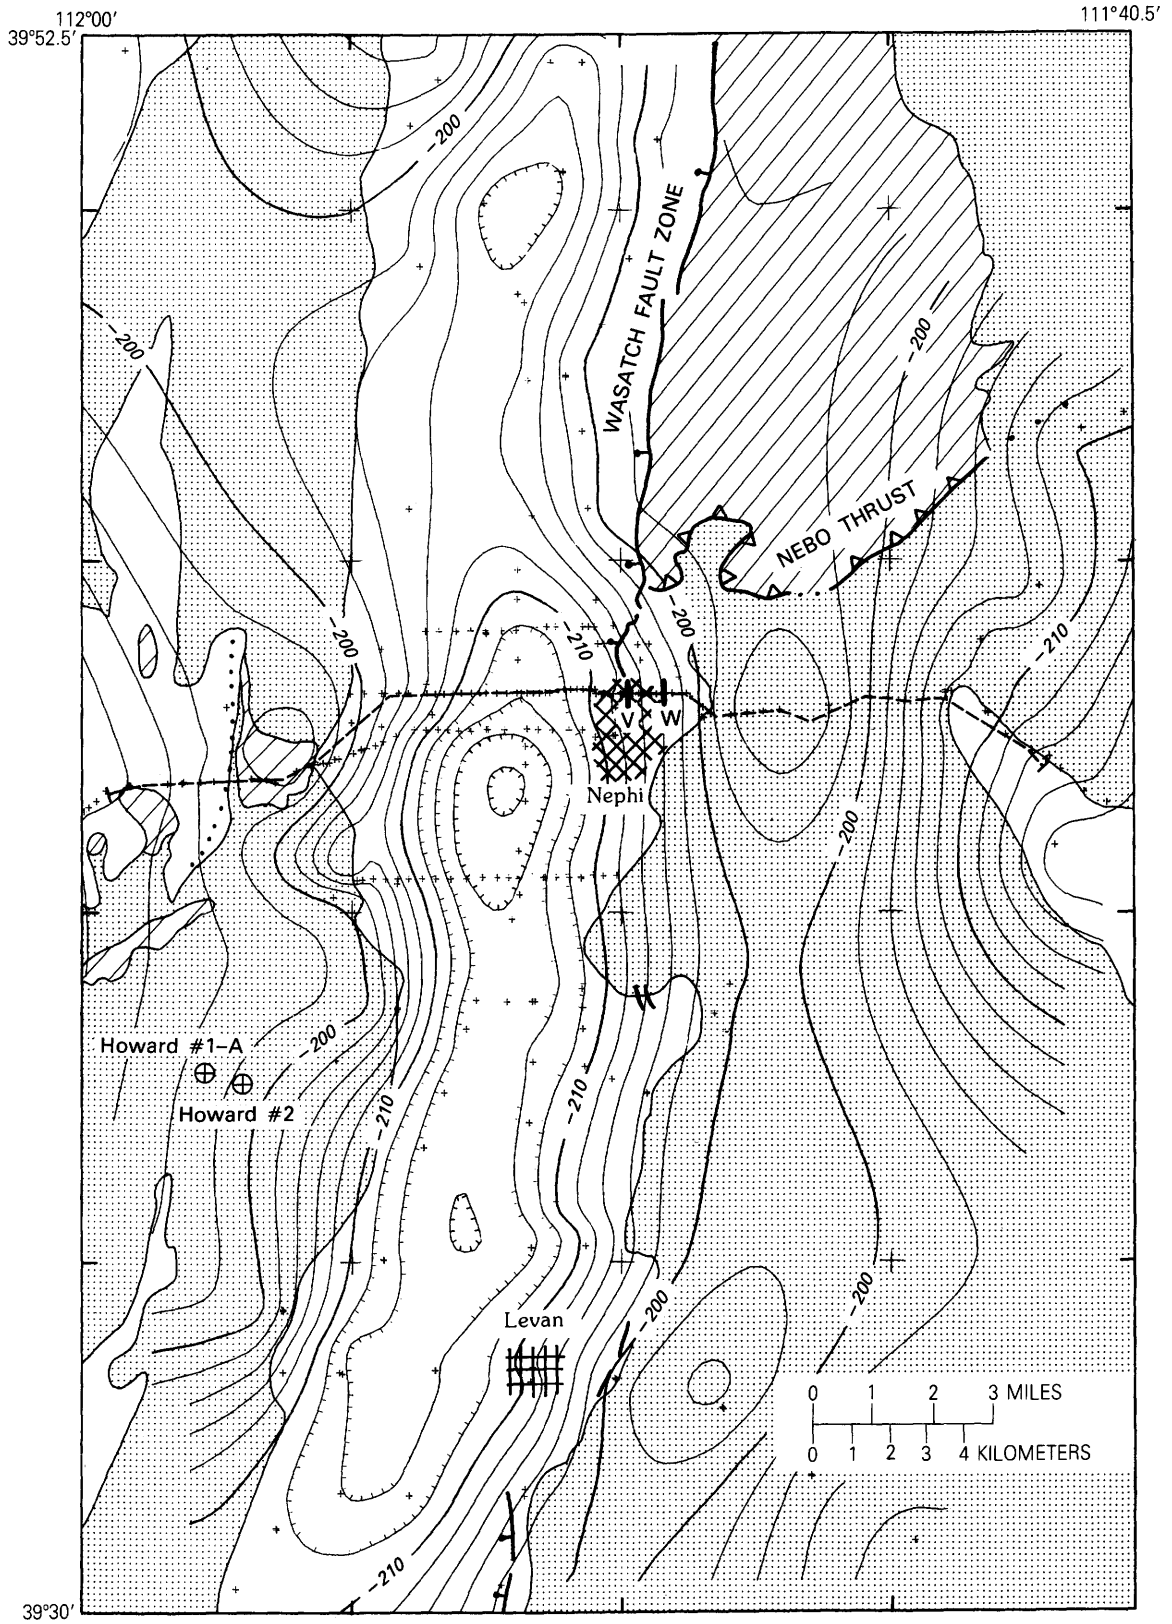 112°00'
111°40.5'
39°52.5'
-200
WASATCH FAULT ZONE
-200
-200
NEBO THRUST
-200
-200
-210
-210
V
W
Nephi
-200
-200
Howard #1-A
Howard #2
-210
-210
-200
-200
Levan
0 1 2 3 MILES
0 1 2 3 4 KILOMETERS
-210
39°30'